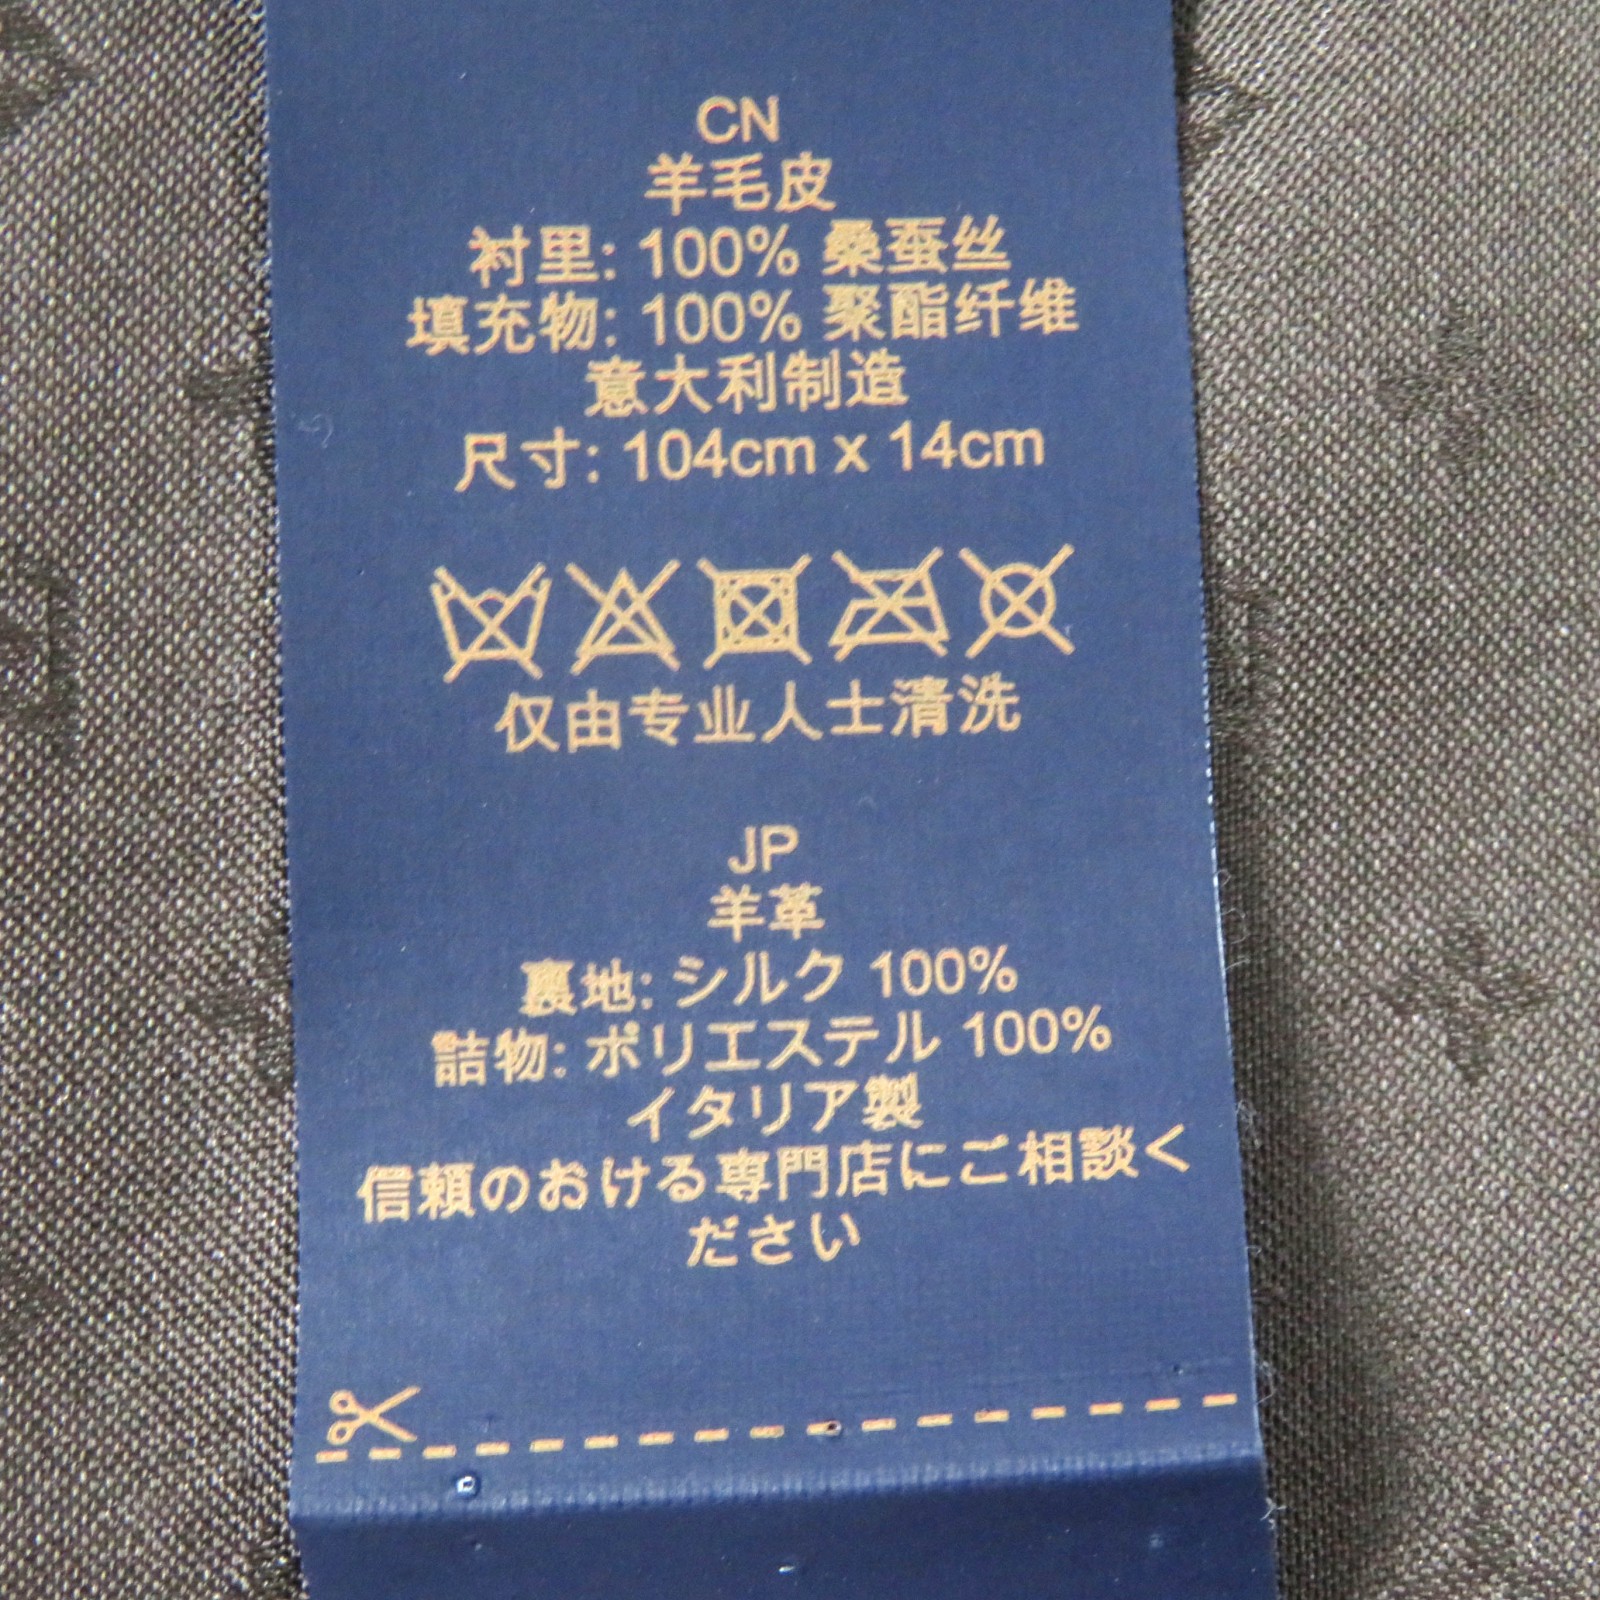 CN
羊毛皮
衬里: 100% 桑蚕丝
填充物: 100% 聚酯纤维
意大利制造
尺寸: 104cm x 14cm
仅由专业人士清洗
JP
羊革
裏地: シルク 100%
詰物: ポリエステル 100%
イタリア製
信頼のおける専門店にご相談く
ださい